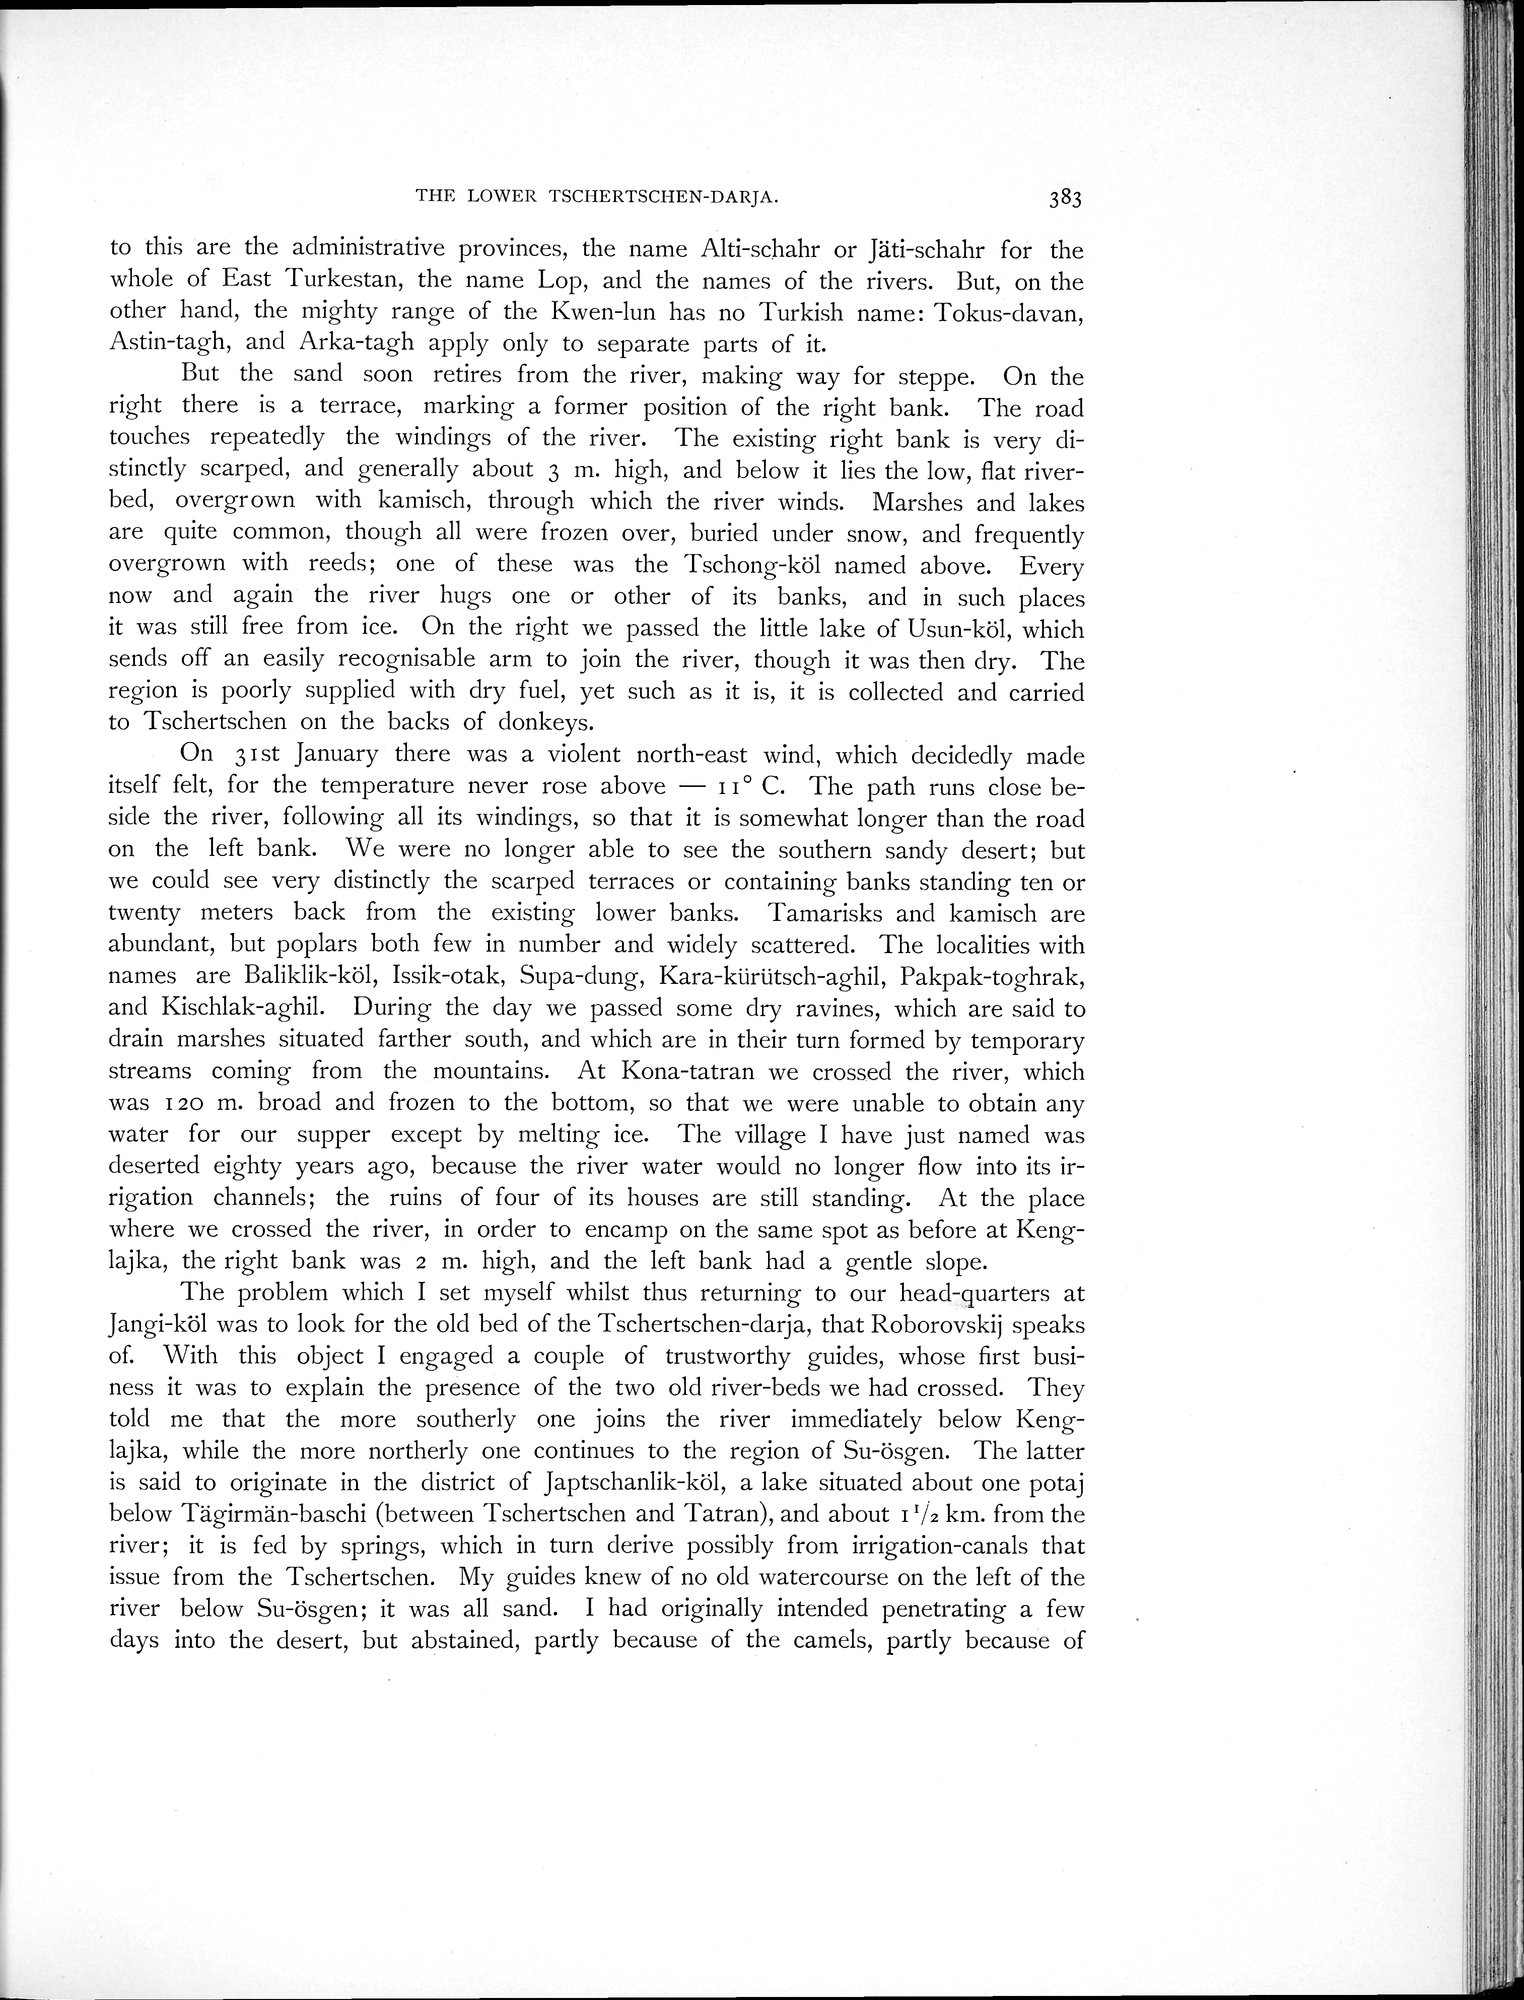 THE LOWER TSCHERTSCHEN-DARJA. 383
to this are the administrative provinces, the name Alti-schahr or Jäti-schahr for the
whole of East Turkestan, the name Lop, and the names of the rivers. But, on the
other hand, the mighty range of the Kwen-lun has no Turkish name: Tokus-davan,
Astin-tagh, and Arka-tagh apply only to separate parts of it.
But the sand soon retires from the river, making way for steppe. On the
right there is a terrace, marking a former position of the right bank. The road
touches repeatedly the windings of the river. The existing right bank is very di-
stinctly scarped, and generally about 3 m. high, and below it lies the low, flat river-
bed, overgrown with kamisch, through which the river winds. Marshes and lakes
are quite common, though all were frozen over, buried under snow, and frequently
overgrown with reeds; one of these was the Tschong-köl named above. Every
now and again the river hugs one or other of its banks, and in such places
it was still free from ice. On the right we passed the little lake of Usun-köl, which
sends off an easily recognisable arm to join the river, though it was then dry. The
region is poorly supplied with dry fuel, yet such as it is, it is collected and carried
to Tschertschen on the backs of donkeys.
On 31st January there was a violent north-east wind, which decidedly made
itself felt, for the temperature never rose above — 11° C. The path runs close be-
side the river, following all its windings, so that it is somewhat longer than the road
on the left bank. We were no longer able to see the southern sandy desert; but
we could see very distinctly the scarped terraces or containing banks standing ten or
twenty meters back from the existing lower banks. Tamarisks and kamisch are
abundant, but poplars both few in number and widely scattered. The localities with
names are Baliklik-köl, Issik-otak, Supa-dung, Kara-kürütsch-aghil, Pakpak-toghrak,
and Kischlak-aghil. During the day we passed some dry ravines, which are said to
drain marshes situated farther south, and which are in their turn formed by temporary
streams coming from the mountains. At Kona-tatran we crossed the river, which
was 120 m. broad and frozen to the bottom, so that we were unable to obtain any
water for our supper except by melting ice. The village I have just named was
deserted eighty years ago, because the river water would no longer flow into its ir-
rigation channels; the ruins of four of its houses are still standing. At the place
where we crossed the river, in order to encamp on the same spot as before at Keng-
lajka, the right bank was 2 m. high, and the left bank had a gentle slope.
The problem which I set myself whilst thus returning to our head-quarters at
Jangi-köl was to look for the old bed of the Tschertschen-darja, that Roborovskij speaks
of. With this object I engaged a couple of trustworthy guides, whose first busi-
ness it was to explain the presence of the two old river-beds we had crossed. They
told me that the more southerly one joins the river immediately below Keng-
lajka, while the more northerly one continues to the region of Su-ösgen. The latter
is said to originate in the district of Japtschanlik-köl, a lake situated about one potaj
below Tägirmän-baschi (between Tschertschen and Tatran), and about 1 1/2 km. from the
river; it is fed by springs, which in turn derive possibly from irrigation-canals that
issue from the Tschertschen. My guides knew of no old watercourse on the left of the
river below Su-ösgen; it was all sand. I had originally intended penetrating a few
days into the desert, but abstained, partly because of the camels, partly because of